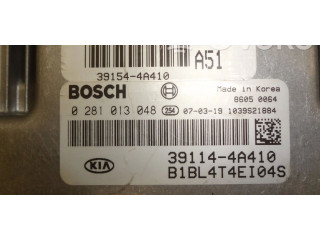 A51
39154-4A410
BOSCH
Made in Korea
8605 0064
0 281 013 048 254 07-03-19 1039S21884
KIA
39114-4A410
B1BL4T4EI04S